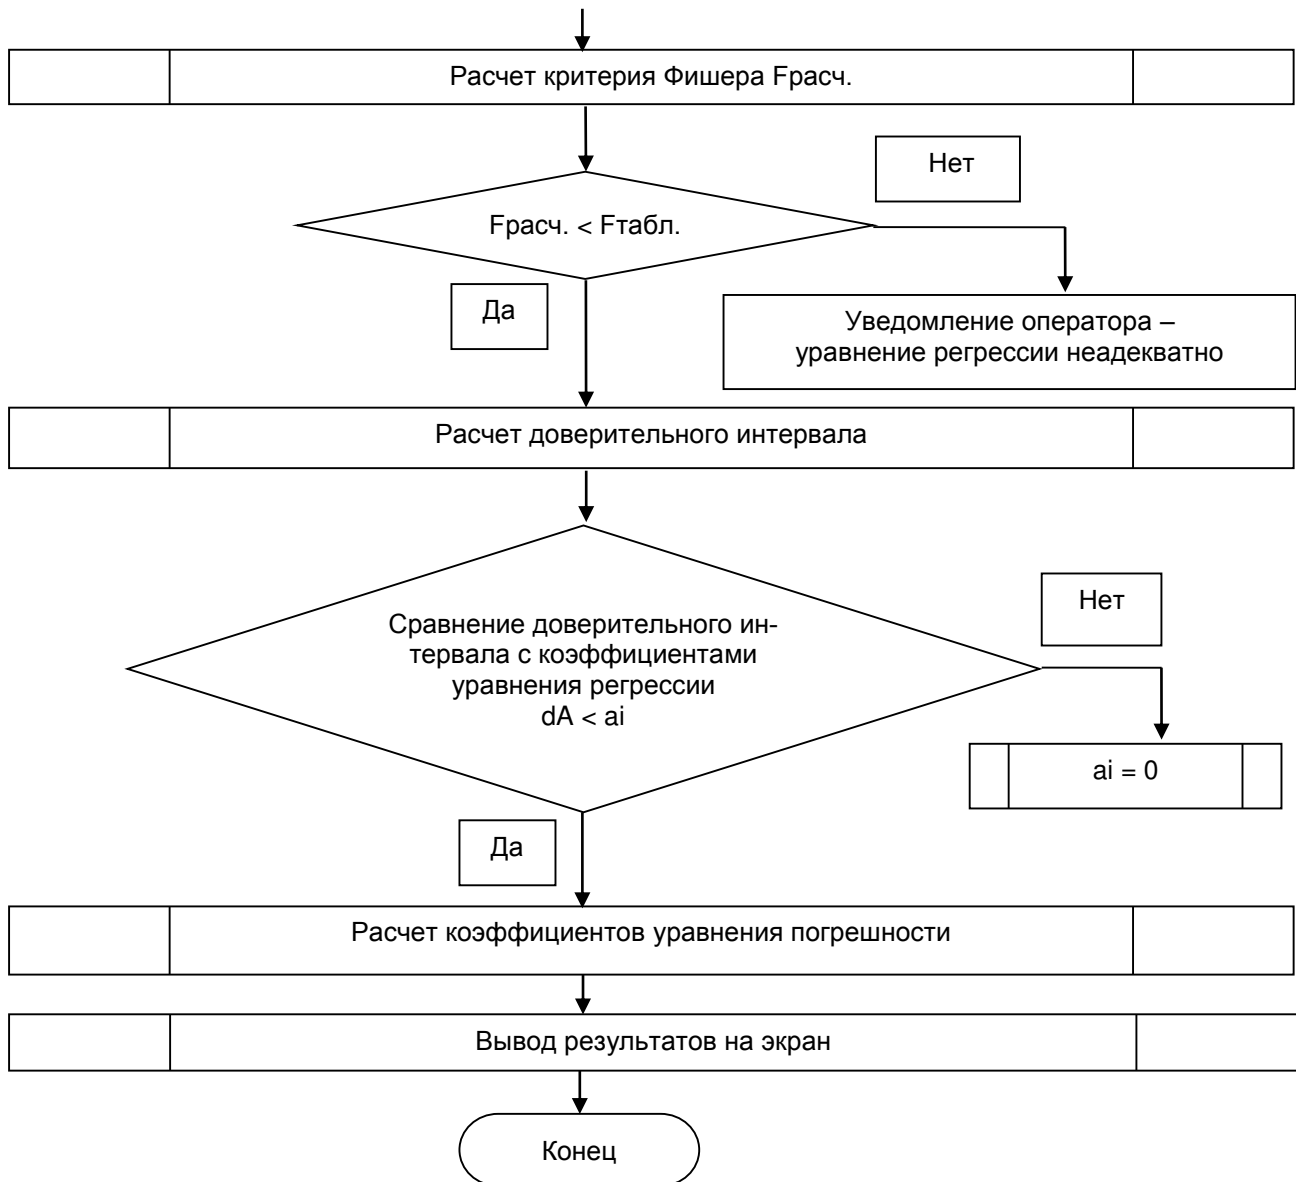 Расчет критерия Фишера Fрасч.
Нет
Fрасч. < Fтабл.
Да
Уведомление оператора –
уравнение регрессии неадекватно
Расчет доверительного интервала
Нет
Сравнение доверительного ин-
тервала с коэффициентами
уравнения регрессии
dA < ai
ai = 0
Да
Расчет коэффициентов уравнения погрешности
Вывод результатов на экран
Конец